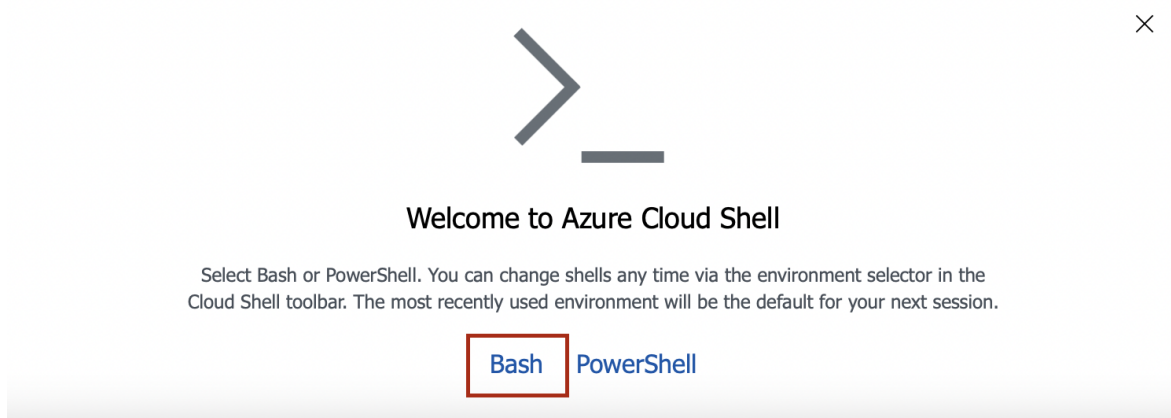 Welcome to Azure Cloud Shell
Select Bash or PowerShell. You can change shells any time via the environment selector in the
Cloud Shell toolbar. The most recently used environment will be the default for your next session.
Bash PowerShell